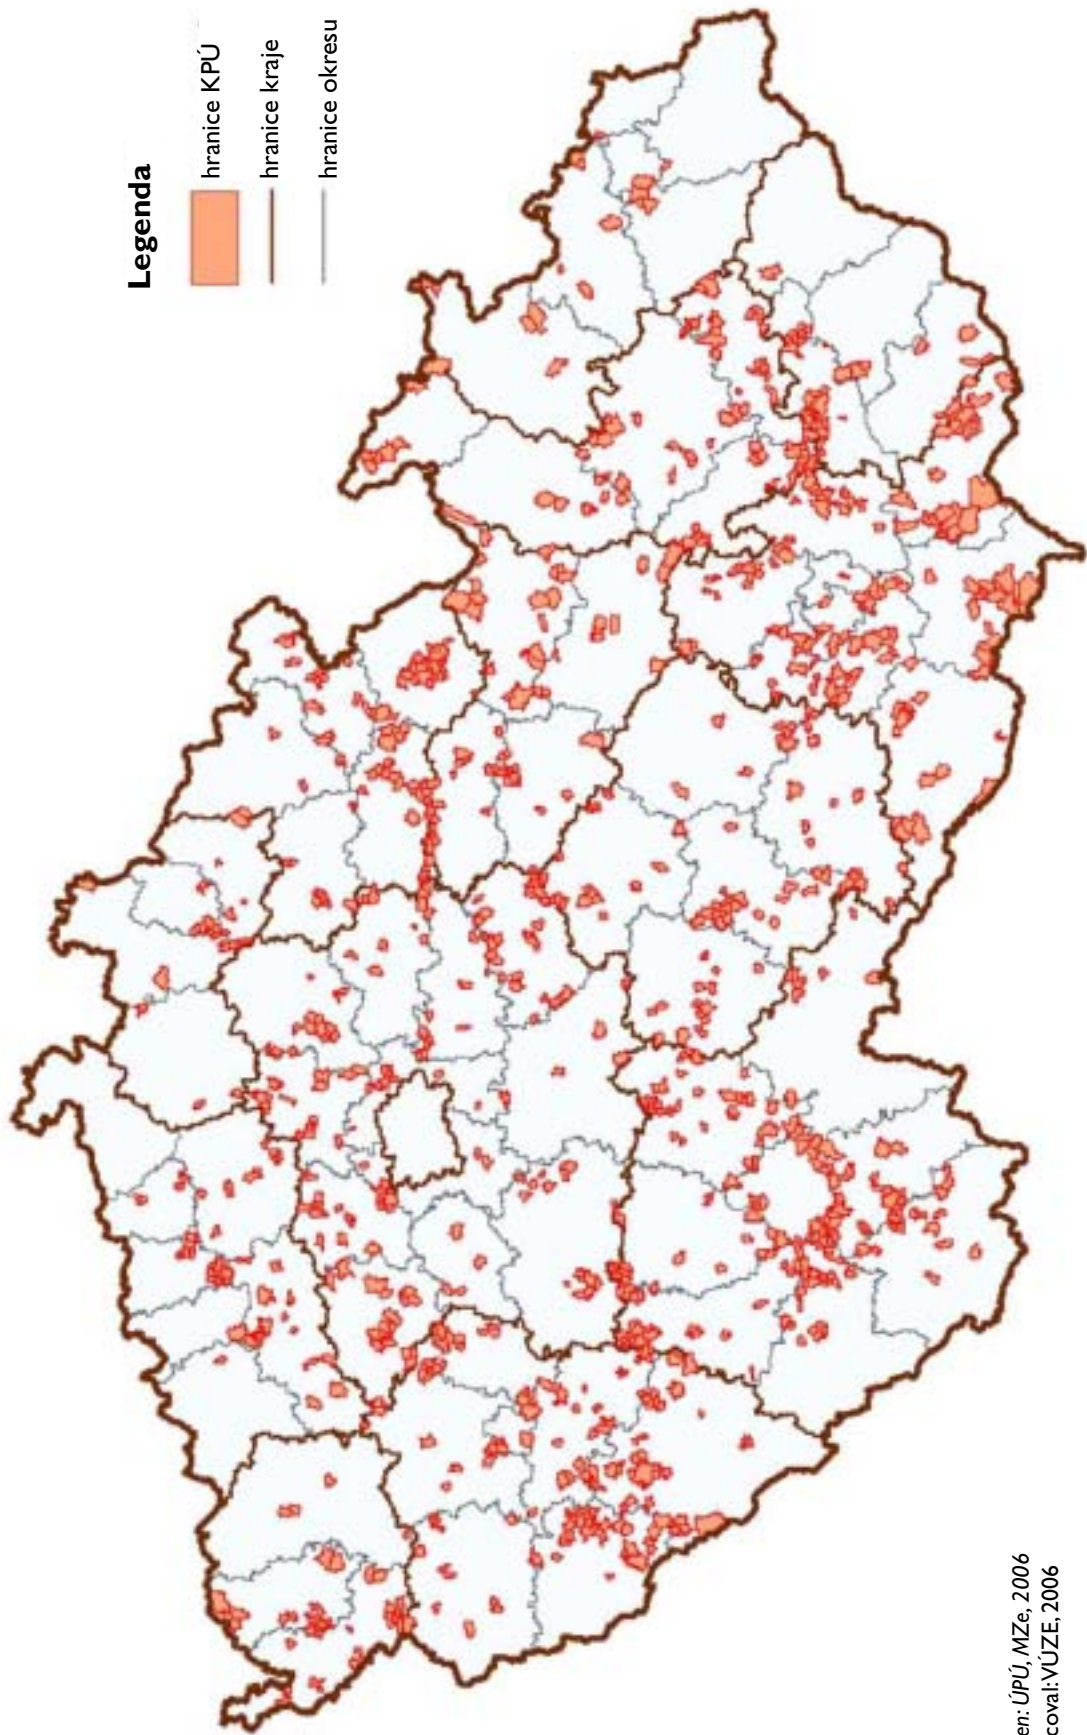 Legenda
hranice KPÚ
hranice kraje
hranice okresu
en: ÚPÚ, MZe, 2006
coval: VÚZE, 2006